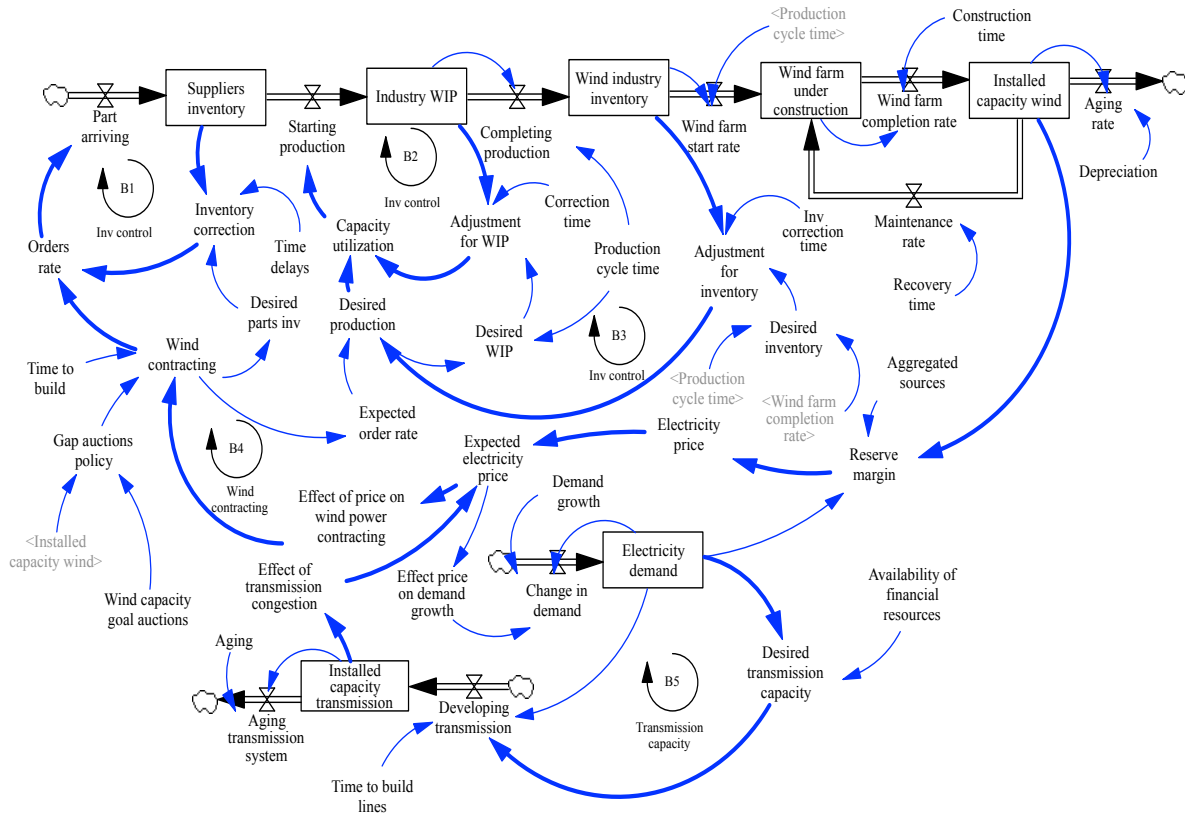 <Production
cycle time>
Construction
time
Suppliers
inventory
Industry WIP
Wind industry
inventory
Wind farm
under
construction
Installed
capacity wind
Part
arriving
Starting
production
Completing
production
Wind farm
start rate
Wind farm
completion rate
Aging
rate
Depreciation
B1
Inv control
B2
Inv control
Inventory
correction
Orders
rate
Time
delays
Capacity
utilization
Adjustment
for WIP
Correction
time
Production
cycle time
Adjustment
for
inventory
Inv
correction
time
Maintenance
rate
Recovery
time
Desired
parts inv
Desired
production
Desired
WIP
B3
Inv control
Desired
inventory
Time to
build
Wind
contracting
<Production
cycle time>
<Wind farm
completion
rate>
Aggregated
sources
Gap auctions
policy
B4
Wind
contracting
Expected
order rate
Expected
electricity
price
Electricity
price
Reserve
margin
Effect of price on
wind power
contracting
Demand
growth
<Installed
capacity wind>
Wind capacity
goal auctions
Effect of
transmission
congestion
Effect price
on demand
growth
Change in
demand
Electricity
demand
Availability of
financial
resources
Aging
Installed
capacity
transmission
Aging
transmission
system
Developing
transmission
B5
Transmission
capacity
Desired
transmission
capacity
Time to build
lines